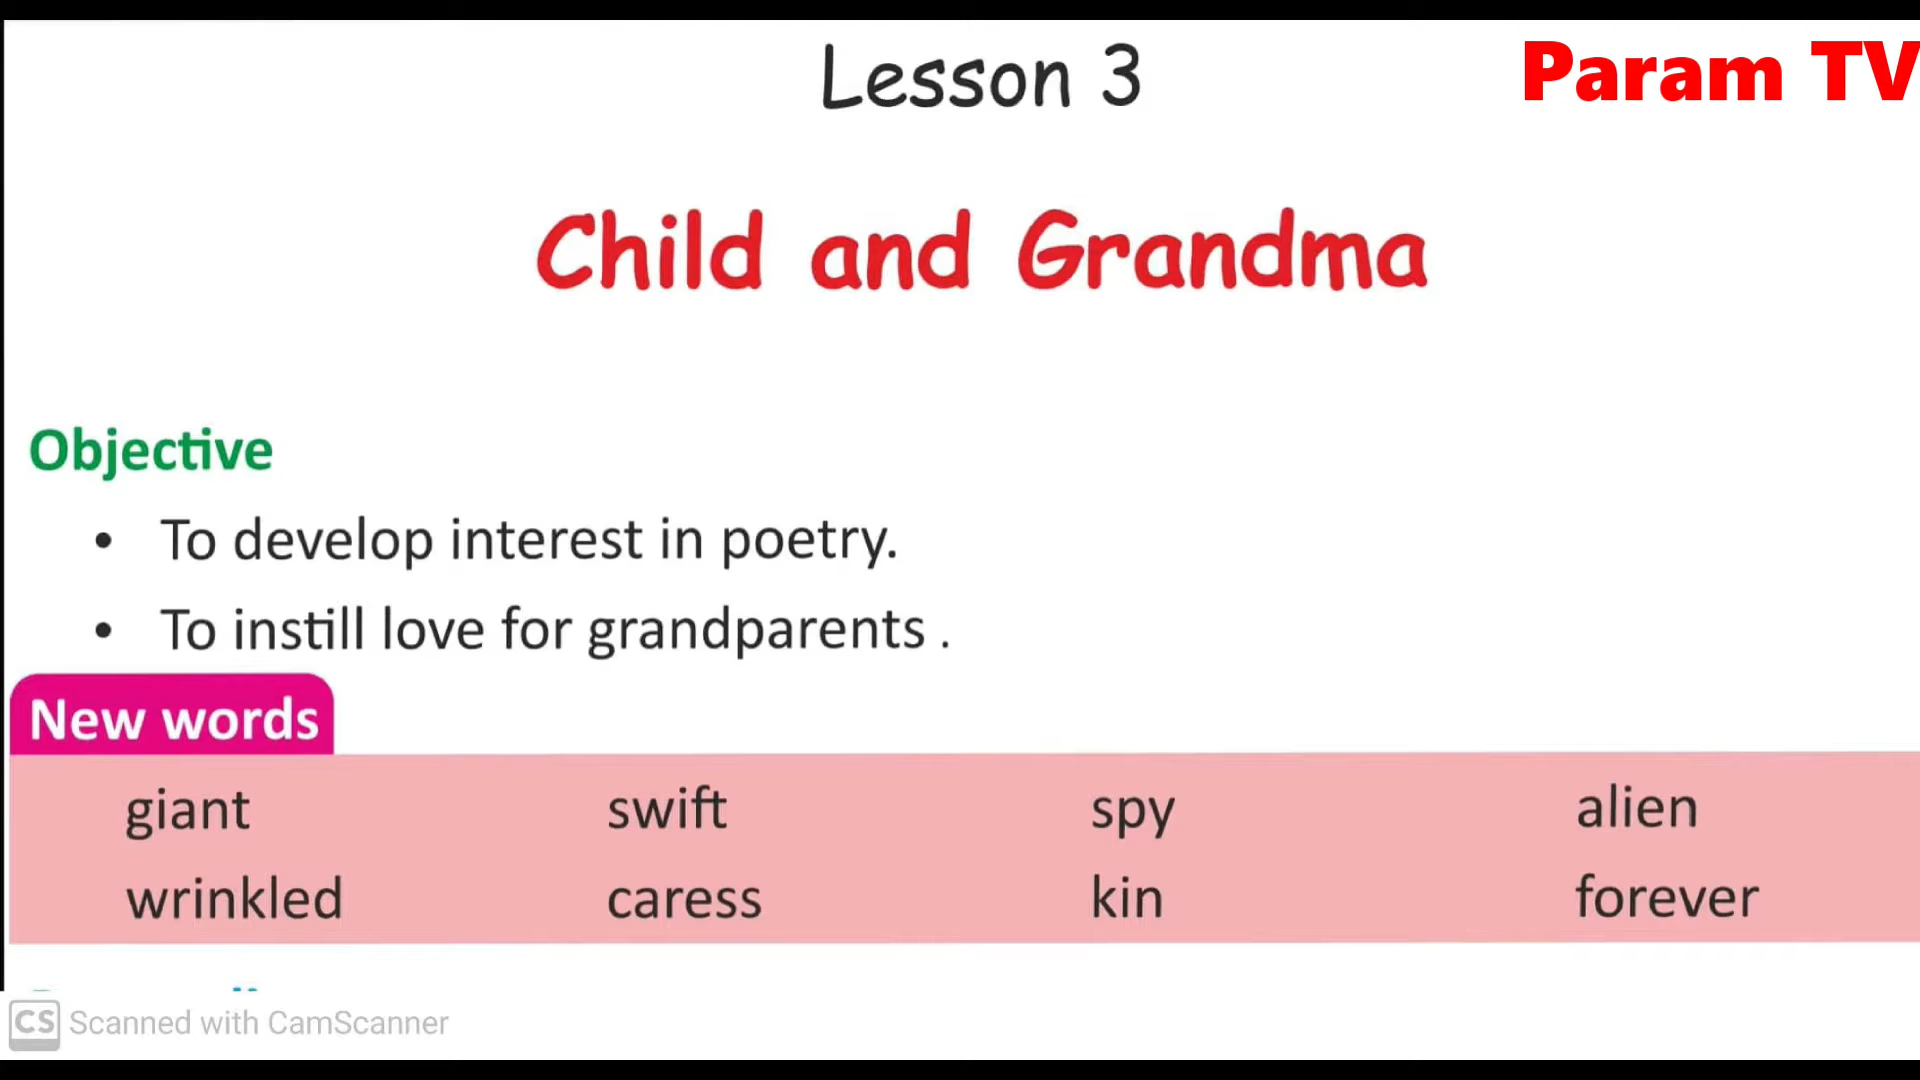 Lesson 3
Param TV
Child and Grandma
Objective
• To develop interest in poetry.
• To instill love for grandparents .
New words
giant swift spy alien
wrinkled caress kin forever
CS Scanned with CamScanner